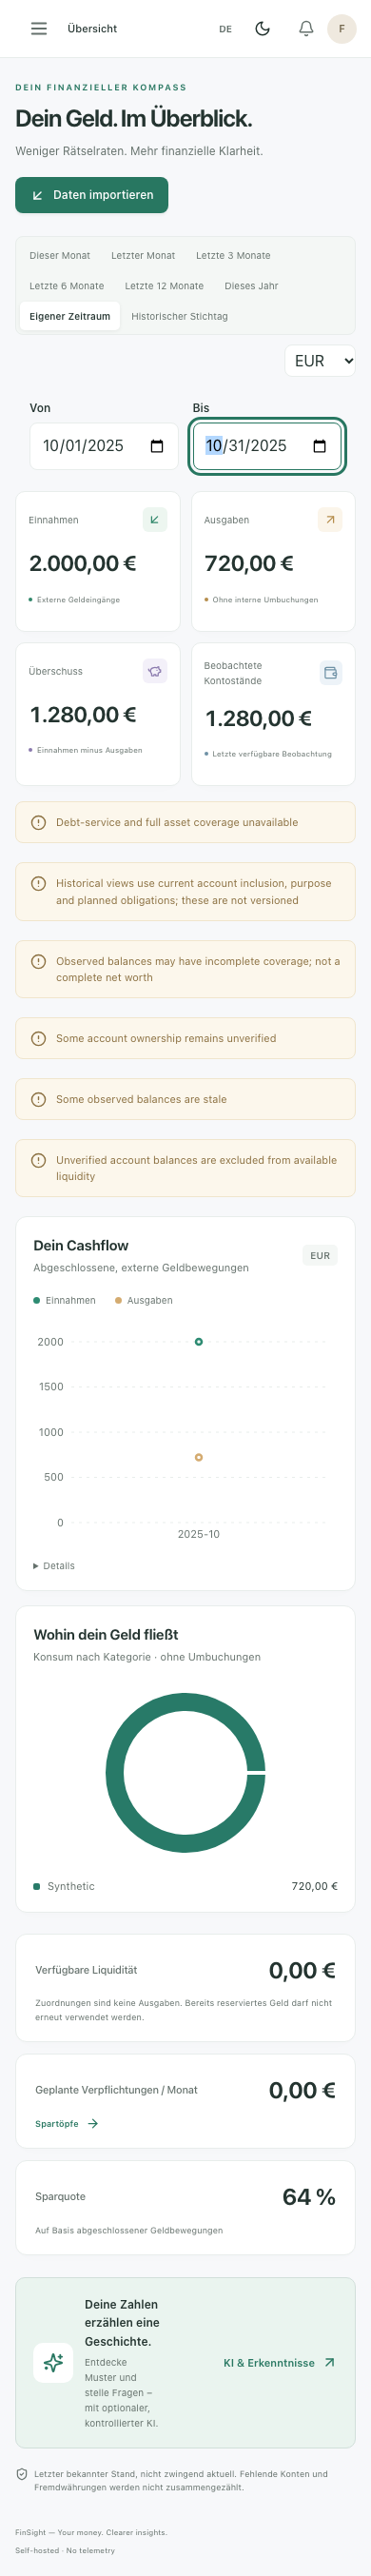 Übersicht
DE
F
DEIN FINANZIELLER KOMPASS
Dein Geld. Im Überblick.
Weniger Rätselraten. Mehr finanzielle Klarheit.
Daten importieren
Dieser Monat Letzter Monat Letzte 3 Monate
Letzte 6 Monate Letzte 12 Monate Dieses Jahr
Eigener Zeitraum Historischer Stichtag
EUR
Von
10/01/2025
Bis
10/31/2025
Einnahmen
2.000,00 €
Externe Geldeingänge
Ausgaben
720,00 €
Ohne interne Umbuchungen
Überschuss
1.280,00 €
Einnahmen minus Ausgaben
Beobachtete
Kontostände
1.280,00 €
Letzte verfügbare Beobachtung
Debt-service and full asset coverage unavailable
Historical views use current account inclusion, purpose
and planned obligations; these are not versioned
Observed balances may have incomplete coverage; not a
complete net worth
Some account ownership remains unverified
Some observed balances are stale
Unverified account balances are excluded from available
liquidity
Dein Cashflow
Abgeschlossene, externe Geldbewegungen
EUR
Einnahmen Ausgaben
2000
1500
1000
500
0
2025-10
Details
Wohin dein Geld fließt
Konsum nach Kategorie · ohne Umbuchungen
Synthetic 720,00 €
Verfügbare Liquidität 0,00 €
Zuordnungen sind keine Ausgaben. Bereits reserviertes Geld darf nicht
erneut verwendet werden.
Geplante Verpflichtungen / Monat 0,00 €
Spartöpfe
Sparquote 64 %
Auf Basis abgeschlossener Geldbewegungen
Deine Zahlen
erzählen eine
Geschichte.
Entdecke
Muster und
stelle Fragen –
mit optionaler,
kontrollierter KI.
KI & Erkenntnisse
Letzter bekannter Stand, nicht zwingend aktuell. Fehlende Konten und
Fremdwährungen werden nicht zusammengezählt.
FinSight — Your money. Clearer insights.
Self-hosted · No telemetry